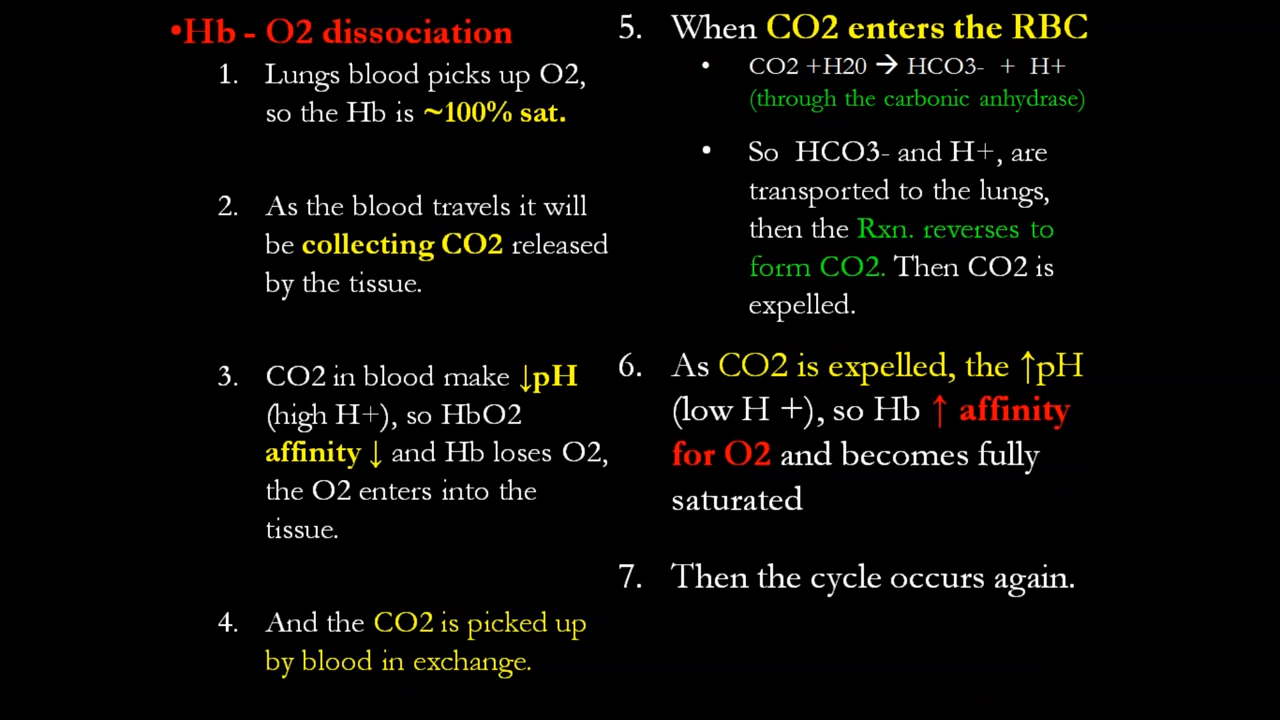 •Hb - O2 dissociation
1. Lungs blood picks up O2,
so the Hb is ~100% sat.
2. As the blood travels it will
be collecting CO2 released
by the tissue.
3. CO2 in blood make ↓pH
(high H+), so HbO2
affinity ↓ and Hb loses O2,
the O2 enters into the
tissue.
4. And the CO2 is picked up
by blood in exchange.
5. When CO2 enters the RBC
• CO2 +H20 → HCO3- + H+
(through the carbonic anhydrase)
• So HCO3- and H+, are
transported to the lungs,
then the Rxn. reverses to
form CO2. Then CO2 is
expelled.
6. As CO2 is expelled, the ↑pH
(low H +), so Hb ↑ affinity
for O2 and becomes fully
saturated
7. Then the cycle occurs again.